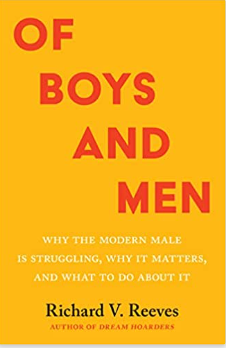 OF
BOYS
AND
MEN
WHY THE MODERN MALE
IS STRUGGLING, WHY IT MATTERS,
AND WHAT TO DO ABOUT IT
Richard V. Reeves
AUTHOR OF DREAM HOARDERS